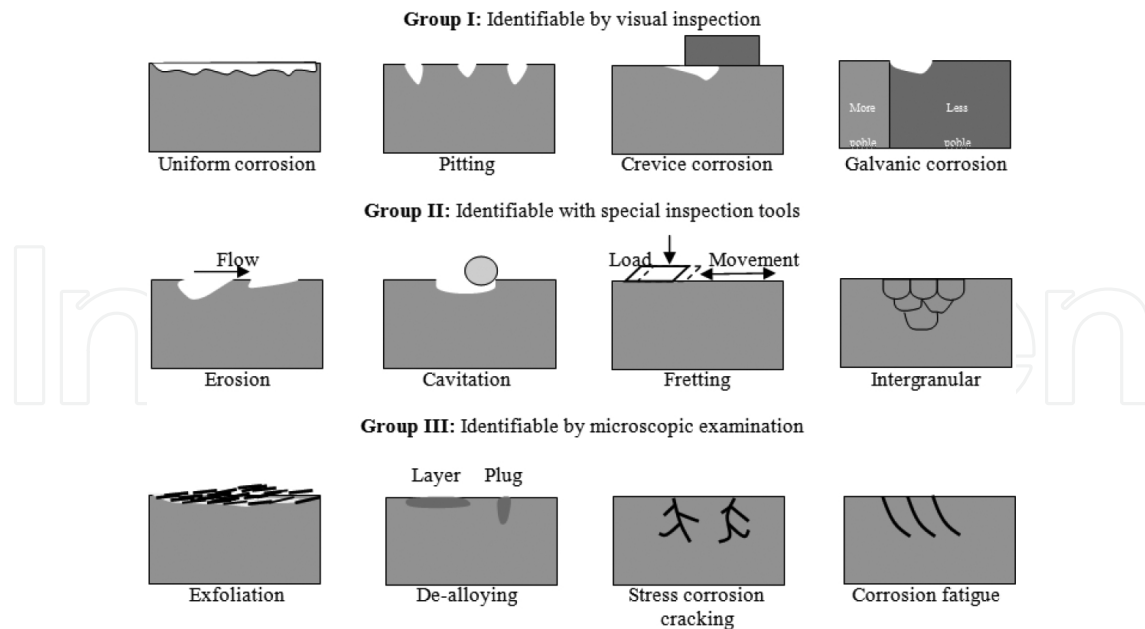 Group I: Identifiable by visual inspection
More
noble
Less
noble
Uniform corrosion
Pitting
Crevice corrosion
Galvanic corrosion
Group II: Identifiable with special inspection tools
Flow
Load
Movement
Erosion
Cavitation
Fretting
Intergranular
Group III: Identifiable by microscopic examination
Layer
Plug
Exfoliation
De-alloying
Stress corrosion
cracking
Corrosion fatigue